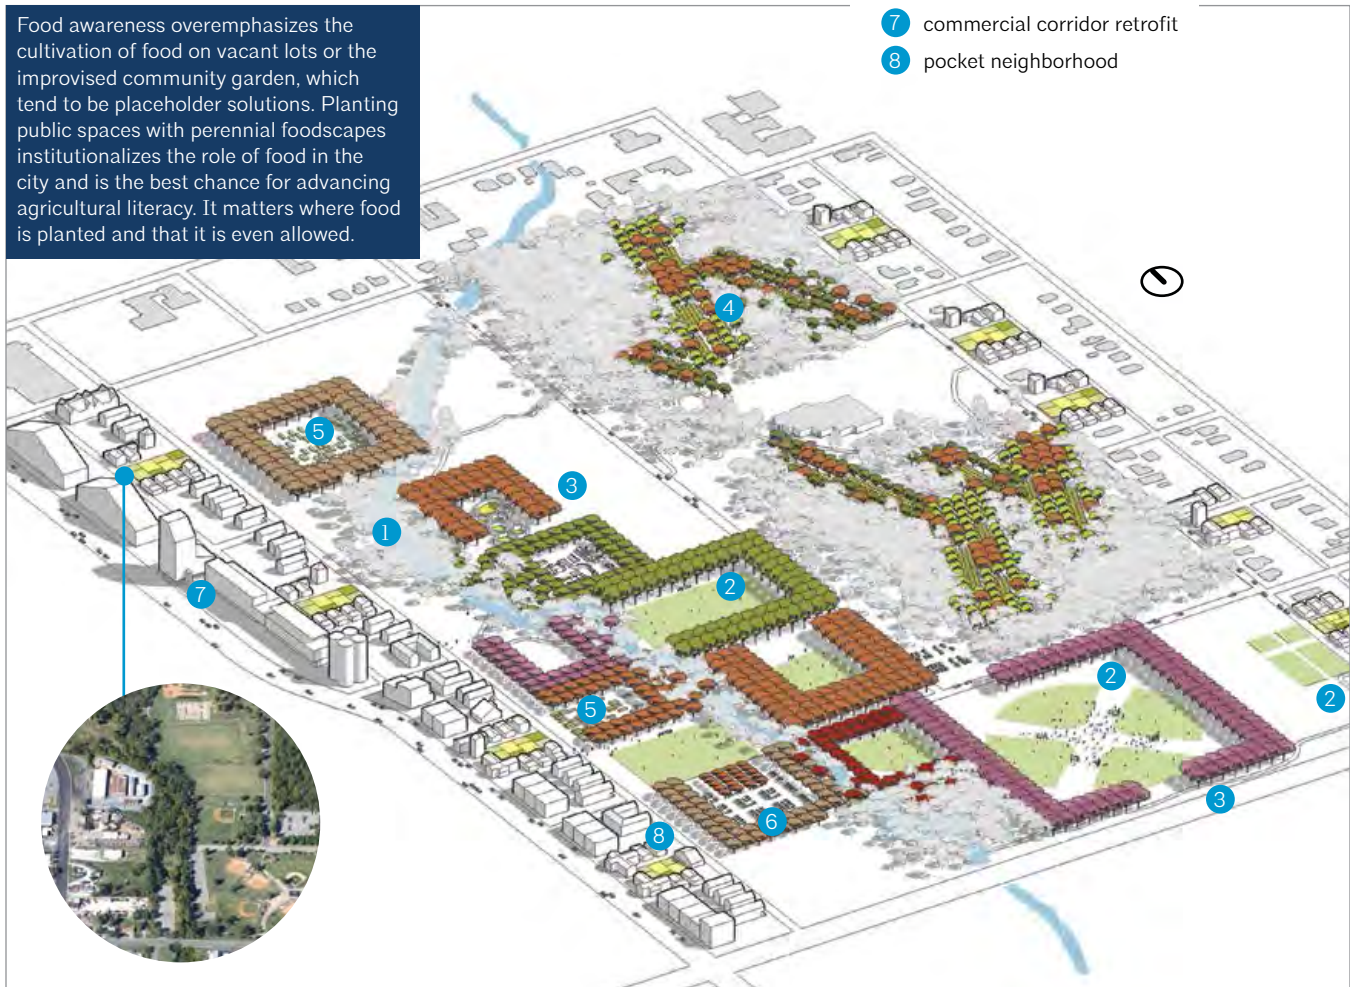 Food awareness overemphasizes the
cultivation of food on vacant lots or the
improvised community garden, which
tend to be placeholder solutions. Planting
public spaces with perennial foodscapes
institutionalizes the role of food in the
city and is the best chance for advancing
agricultural literacy. It matters where food
is planted and that it is even allowed.
7 commercial corridor retrofit
8 pocket neighborhood
4
5
3
1
2
7
2
2
5
3
6
8